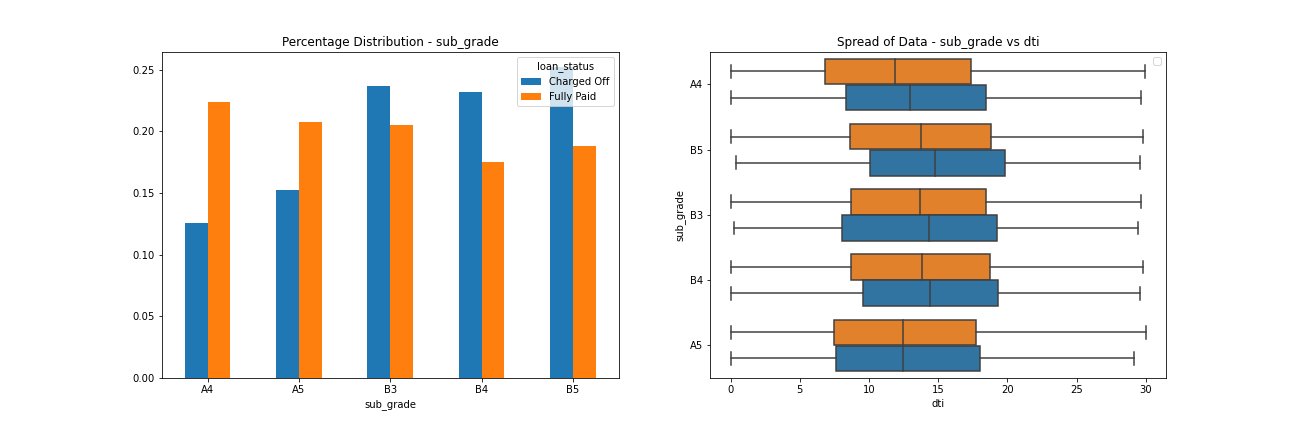 Percentage Distribution - sub_grade
loan_status
Charged Off
Fully Paid
0.25
0.20
0.15
0.10
0.05
0.00
A4 A5 B3 B4 B5
sub_grade
Spread of Data - sub_grade vs dti
sub_grade
A4
B5
B3
B4
A5
0 5 10 15 20 25 30
dti